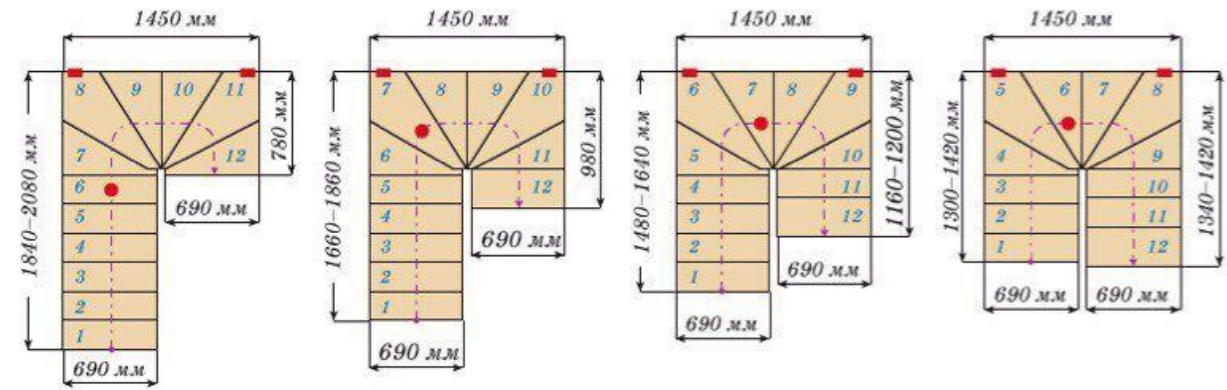 1450 мм
8 9 10 11
7 12
6
5
4
3
2
1
1840–2080 мм
780 мм
690 мм
690 мм
1450 мм
7 8 9 10
6 11
5 12
4
3
2
1
1660–1860 мм
980 мм
690 мм
690 мм
1450 мм
6 7 8 9
5 10
4 11
3 12
2
1
1480–1640 мм
1160–1200 мм
690 мм
690 мм
1450 мм
5 6 7 8
4 9
3 10
2 11
1 12
1300–1420 мм
1340–1420 мм
690 мм 690 мм